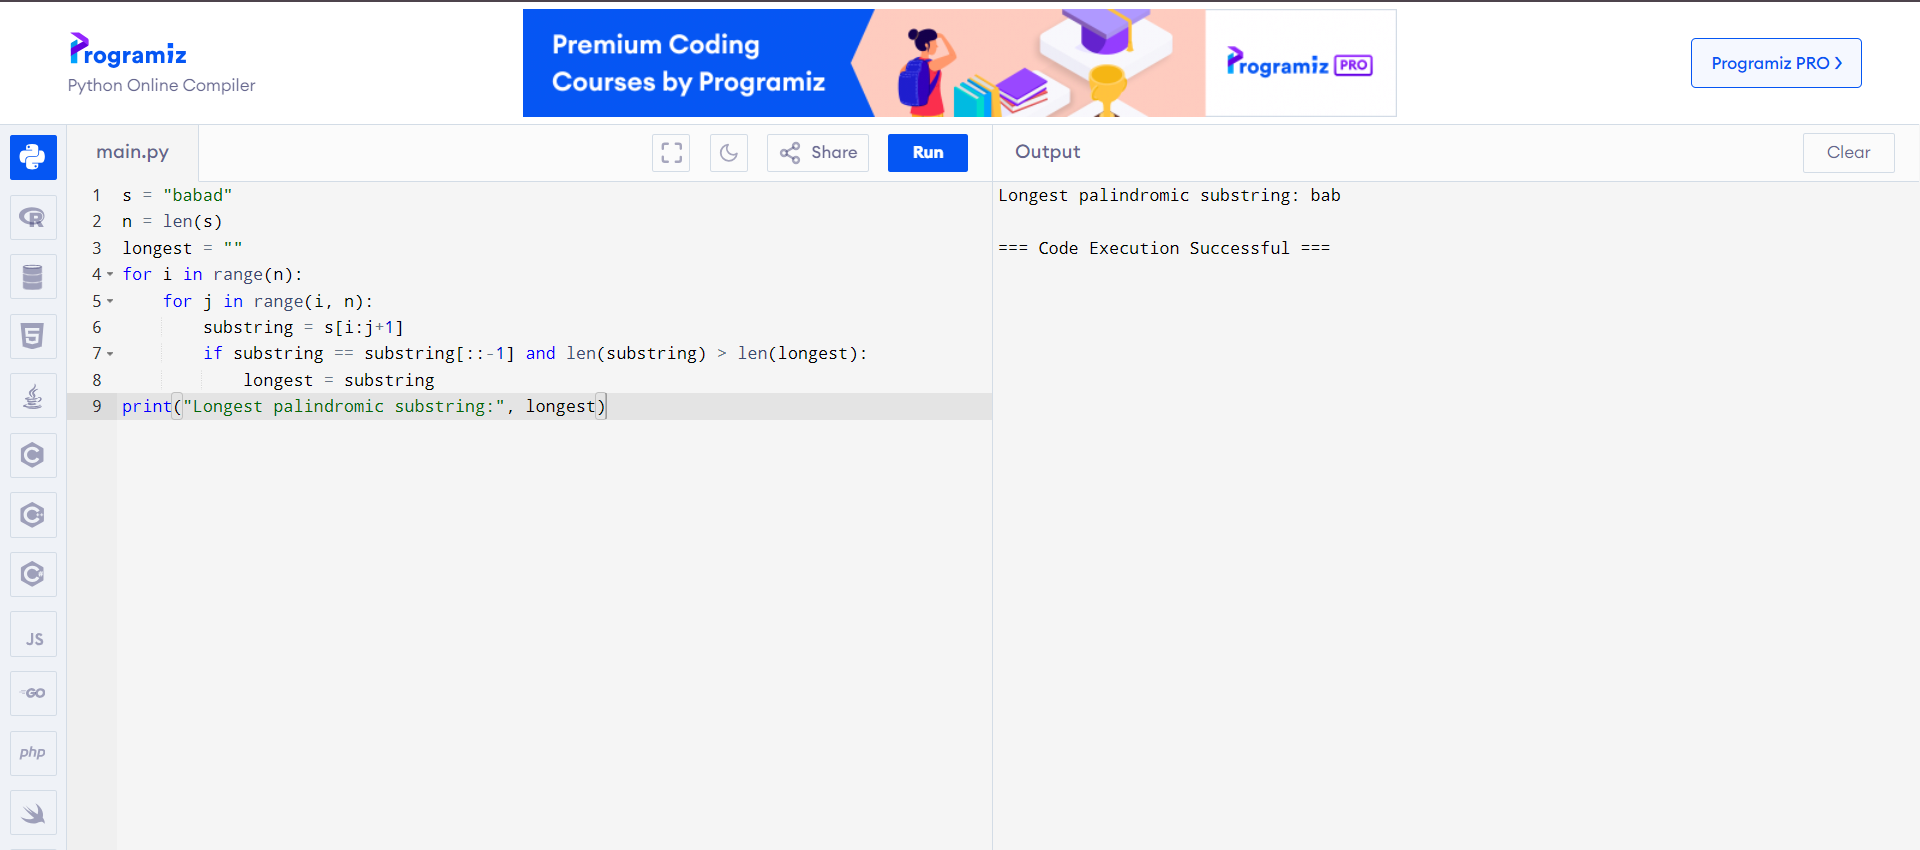 Programiz
Python Online Compiler
Premium Coding
Courses by Programiz
Programiz PRO
Programiz PRO ›
main.py
Share
Run
Output
Clear
1 s = "babad"
2 n = len(s)
3 longest = ""
4 for i in range(n):
5     for j in range(i, n):
6         substring = s[i:j+1]
7         if substring == substring[::-1] and len(substring) > len(longest):
8             longest = substring
9 print("Longest palindromic substring:", longest)
Longest palindromic substring: bab
=== Code Execution Successful ===
R
5
C
C
C
JS
GO
php